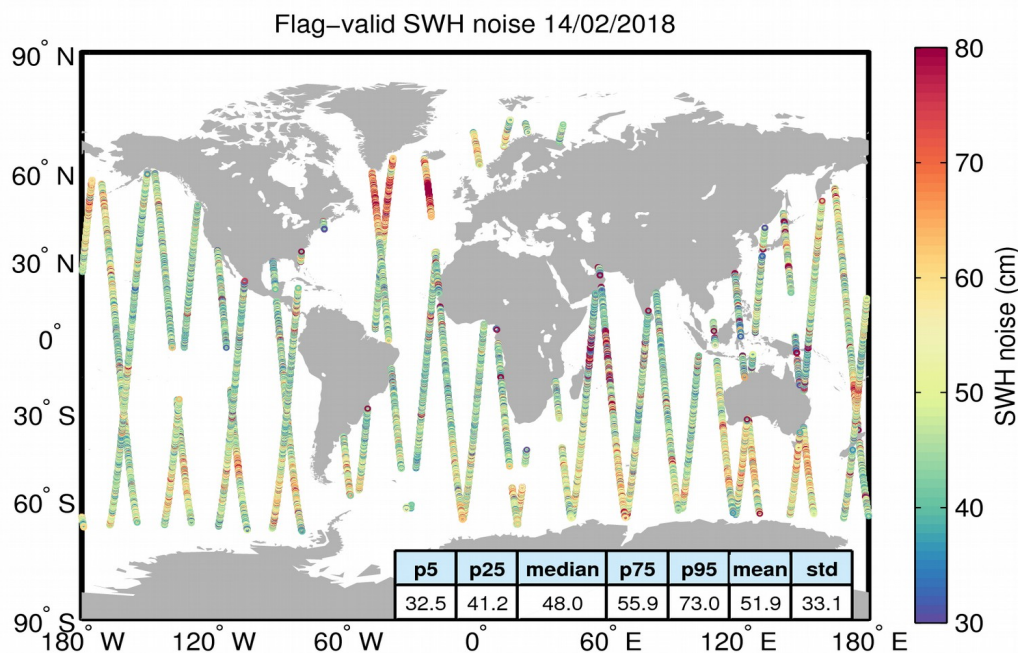 Flag−valid SWH noise 14/02/2018
90° N
60° N
30° N
0°
30° S
60° S
90° S
180° W
120° W
60° W
0°
60° E
120° E
180° E
p5 p25 median p75 p95 mean std
32.5 41.2 48.0 55.9 73.0 51.9 33.1
80
70
60
50
40
30
SWH noise (cm)